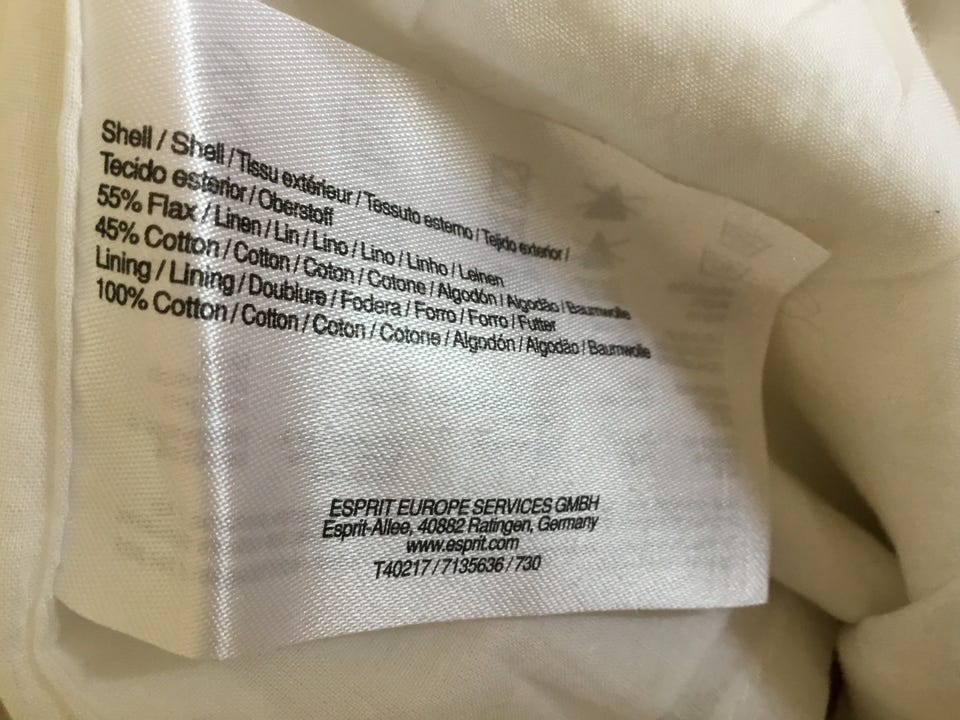 Shell / Shell / Tissu extérieur / Tessuto esterno / Tejido exterior /
Tecido esterior / Oberstoff
55% Flax / Linen / Lin / Lino / Lino / Linho / Leinen
45% Cotton / Cotton / Coton / Cotone / Algodón / Algodão / Baumwolle
Lining / Lining / Doublure / Fodera / Forro / Forro / Futter
100% Cotton / Cotton / Coton / Cotone / Algodón / Algodão / Baumwolle
ESPRIT EUROPE SERVICES GMBH
Esprit-Allee, 40882 Ratingen, Germany
www.esprit.com
T40217 / 7135636 / 730